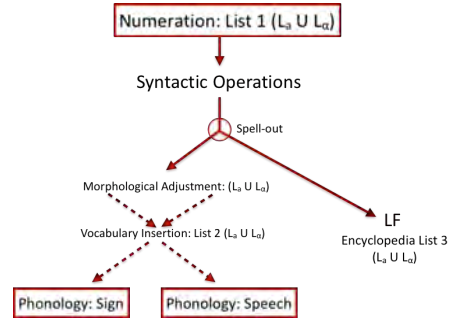 Numeration: List 1 (Lₐ U Lα)
Syntactic Operations
Spell-out
Morphological Adjustment: (Lₐ U Lα)
LF
Vocabulary Insertion: List 2 (Lₐ U Lα)
Encyclopedia List 3
(Lₐ U Lα)
Phonology: Sign
Phonology: Speech